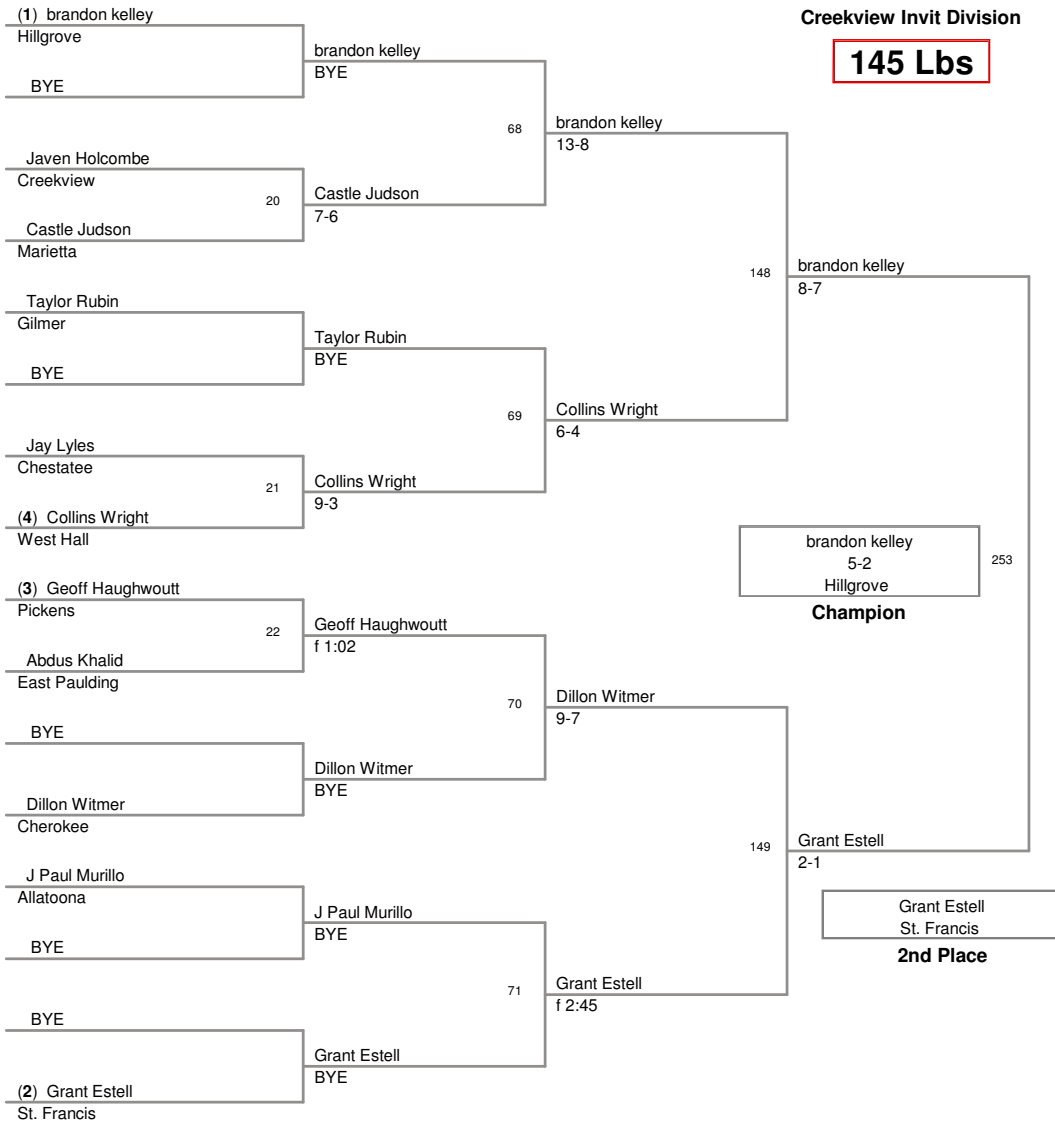 Creekview Invit Division
145 Lbs
(1) brandon kelley
Hillgrove
BYE
brandon kelley
BYE
68
brandon kelley
13-8
Javen Holcombe
Creekview
20
Castle Judson
7-6
Castle Judson
Marietta
148
brandon kelley
8-7
Taylor Rubin
Gilmer
Taylor Rubin
BYE
BYE
69
Collins Wright
6-4
Jay Lyles
Chestatee
21
Collins Wright
9-3
(4) Collins Wright
West Hall
brandon kelley
5-2
Hillgrove
253
Champion
(3) Geoff Haughwoutt
Pickens
22
Geoff Haughwoutt
f 1:02
Abdus Khalid
East Paulding
70
Dillon Witmer
9-7
BYE
Dillon Witmer
BYE
Dillon Witmer
Cherokee
149
Grant Estell
2-1
J Paul Murillo
Allatoona
J Paul Murillo
BYE
BYE
Grant Estell
St. Francis
2nd Place
71
Grant Estell
f 2:45
BYE
Grant Estell
BYE
(2) Grant Estell
St. Francis